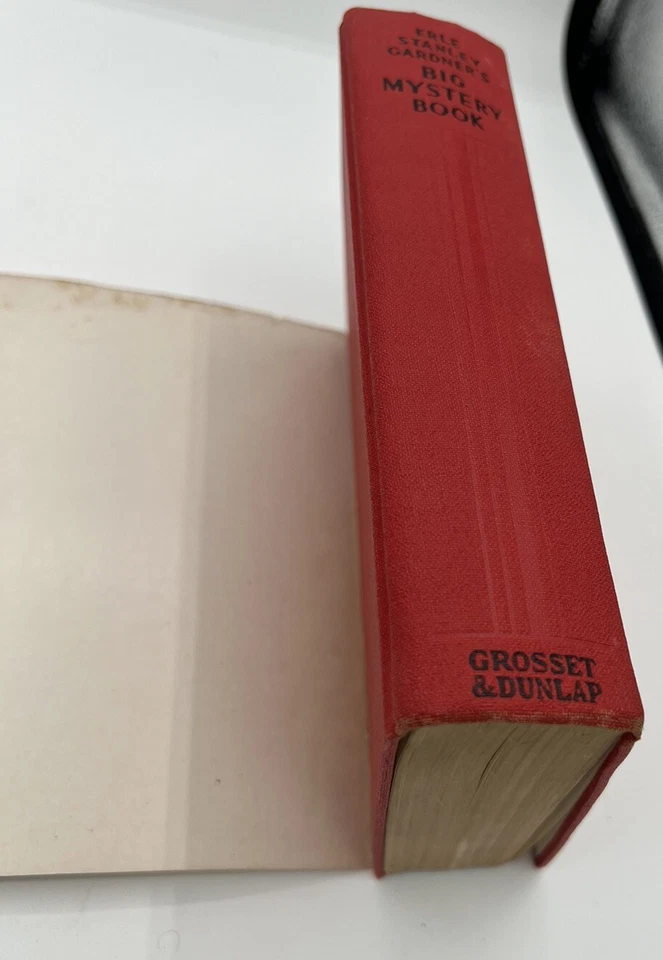 ERLE
STANLEY
GARDNER'S
BIG
MYSTERY
BOOK
GROSSET
&DUNLAP